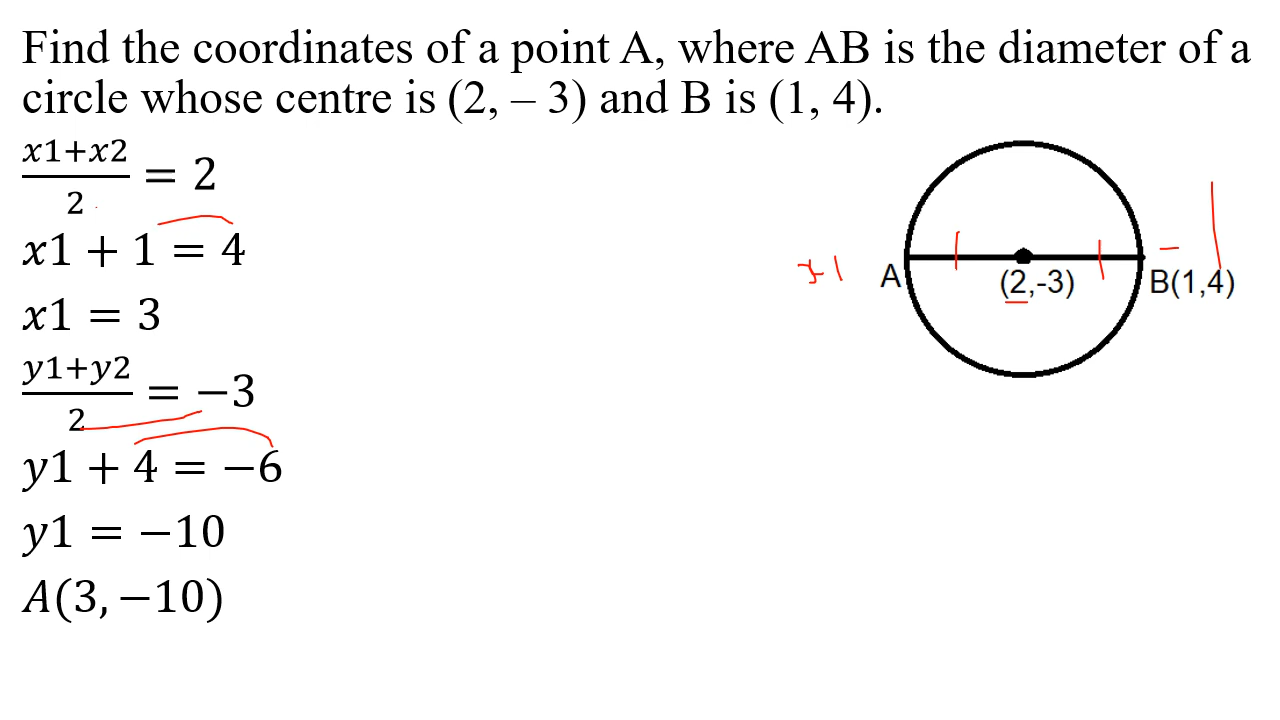 Find the coordinates of a point A, where AB is the diameter of a
circle whose centre is (2, – 3) and B is (1, 4).
x1+x2
2
= 2
x1 + 1 = 4
x1 = 3
y1+y2
2
= −3
y1 + 4 = −6
y1 = −10
A(3, −10)
x1
A
(2,-3)
B(1,4)